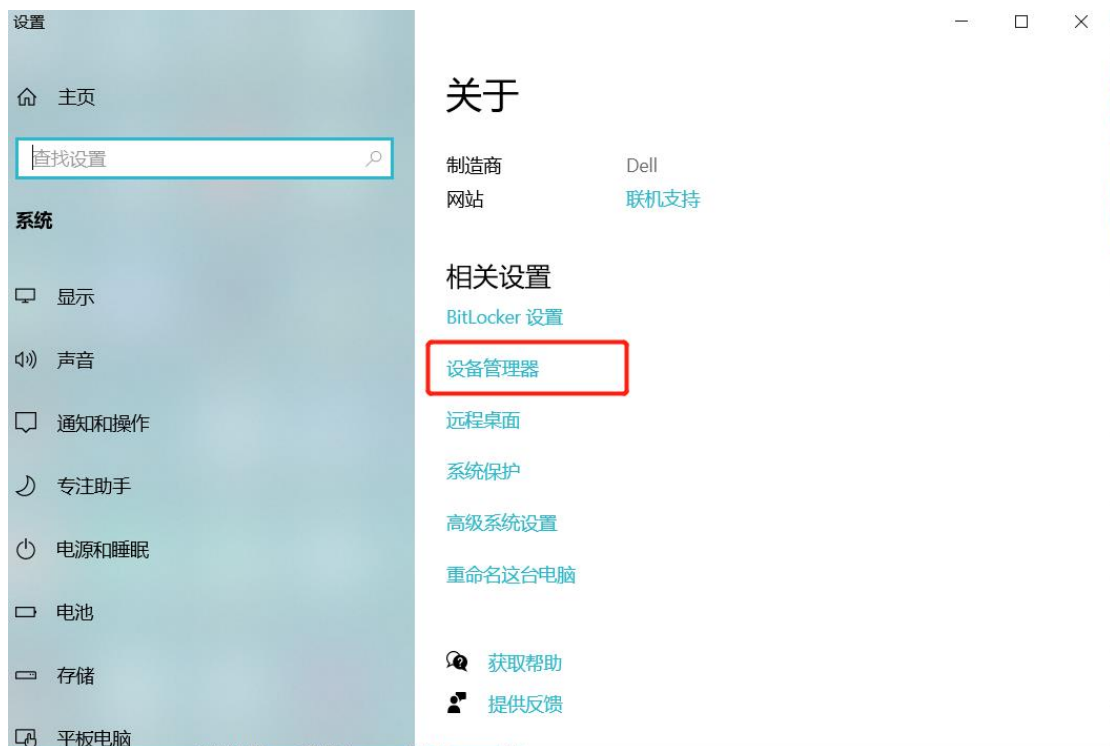 设置
主页
查找设置
系统
显示
声音
通知和操作
专注助手
电源和睡眠
电池
存储
平板电脑
关于
制造商 Dell
网站 联机支持
相关设置
BitLocker 设置
设备管理器
远程桌面
系统保护
高级系统设置
重命名这台电脑
获取帮助
提供反馈